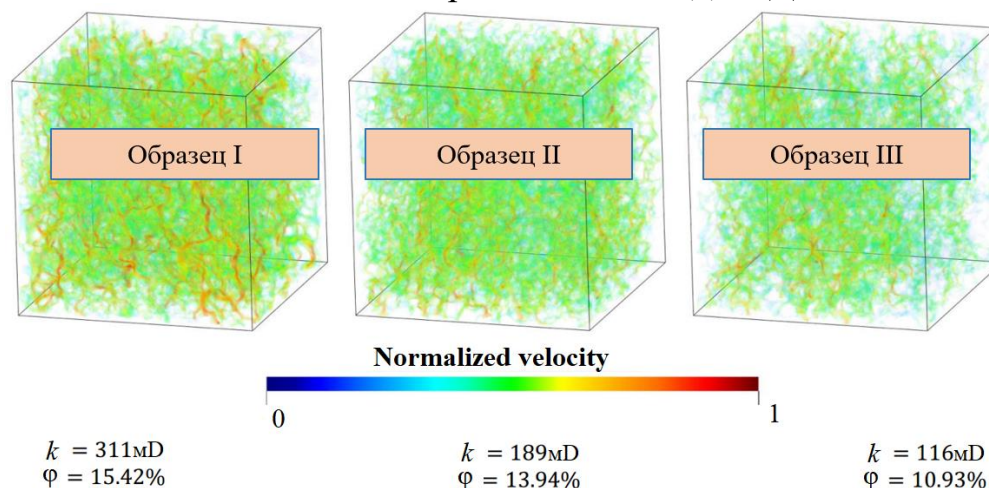 Образец I
Образец II
Образец III
Normalized velocity
0
1
k = 311мD
φ = 15.42%
k = 189мD
φ = 13.94%
k = 116мD
φ = 10.93%